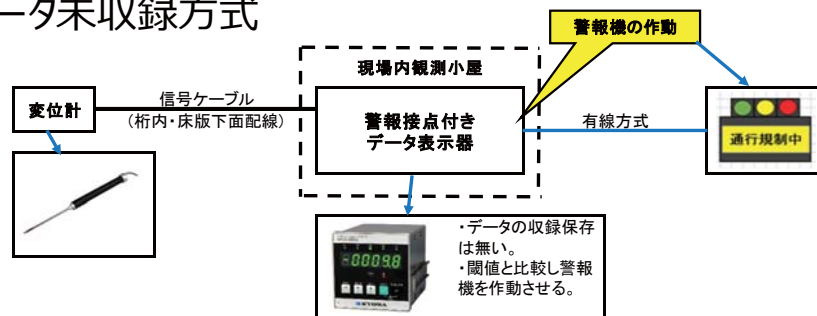 ータ未収録方式
警報機の作動
現場内観測小屋
変位計
信号ケーブル
(桁内・床版下面配線)
警報接点付き
データ表示器
有線方式
通行規制中
・データの収録保存
は無い。
・閾値と比較し警報
機を作動させる。
0009.8